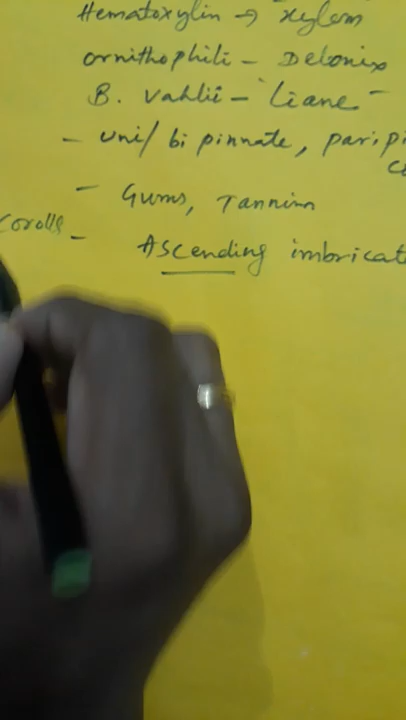 Hematoxylin → Xylem
Ornithophili - Delonix
B. Vahlii - "Liane"
- uni/ bi pinnate, parip
- Gums, Tannin
Corolla - Ascending imbricat